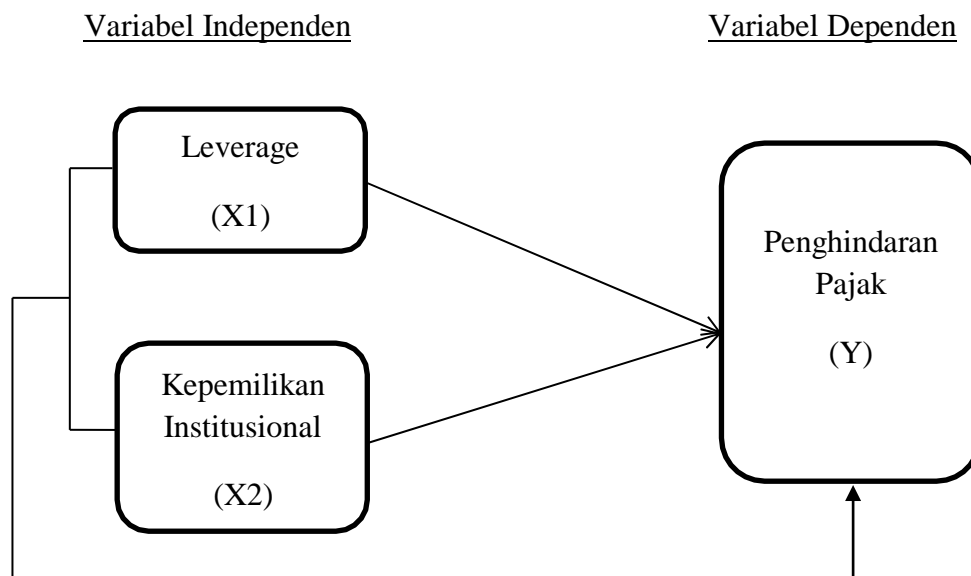 Variabel Independen
Variabel Dependen
Leverage
(X1)
Kepemilikan
Institusional
(X2)
Penghindaran
Pajak
(Y)